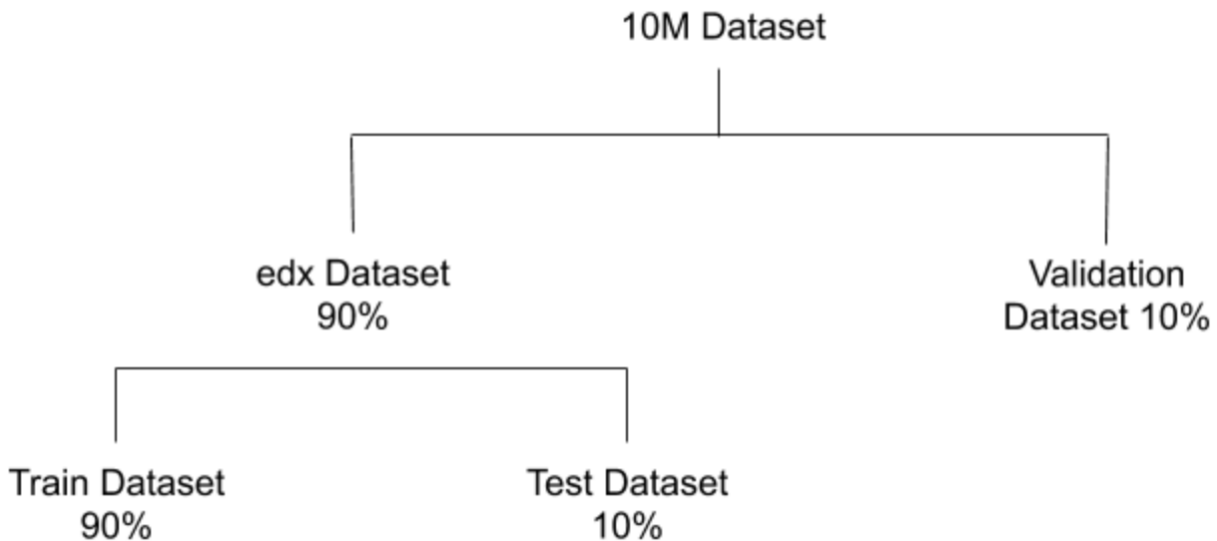 10M Dataset
edx Dataset
90%
Validation
Dataset 10%
Train Dataset
90%
Test Dataset
10%